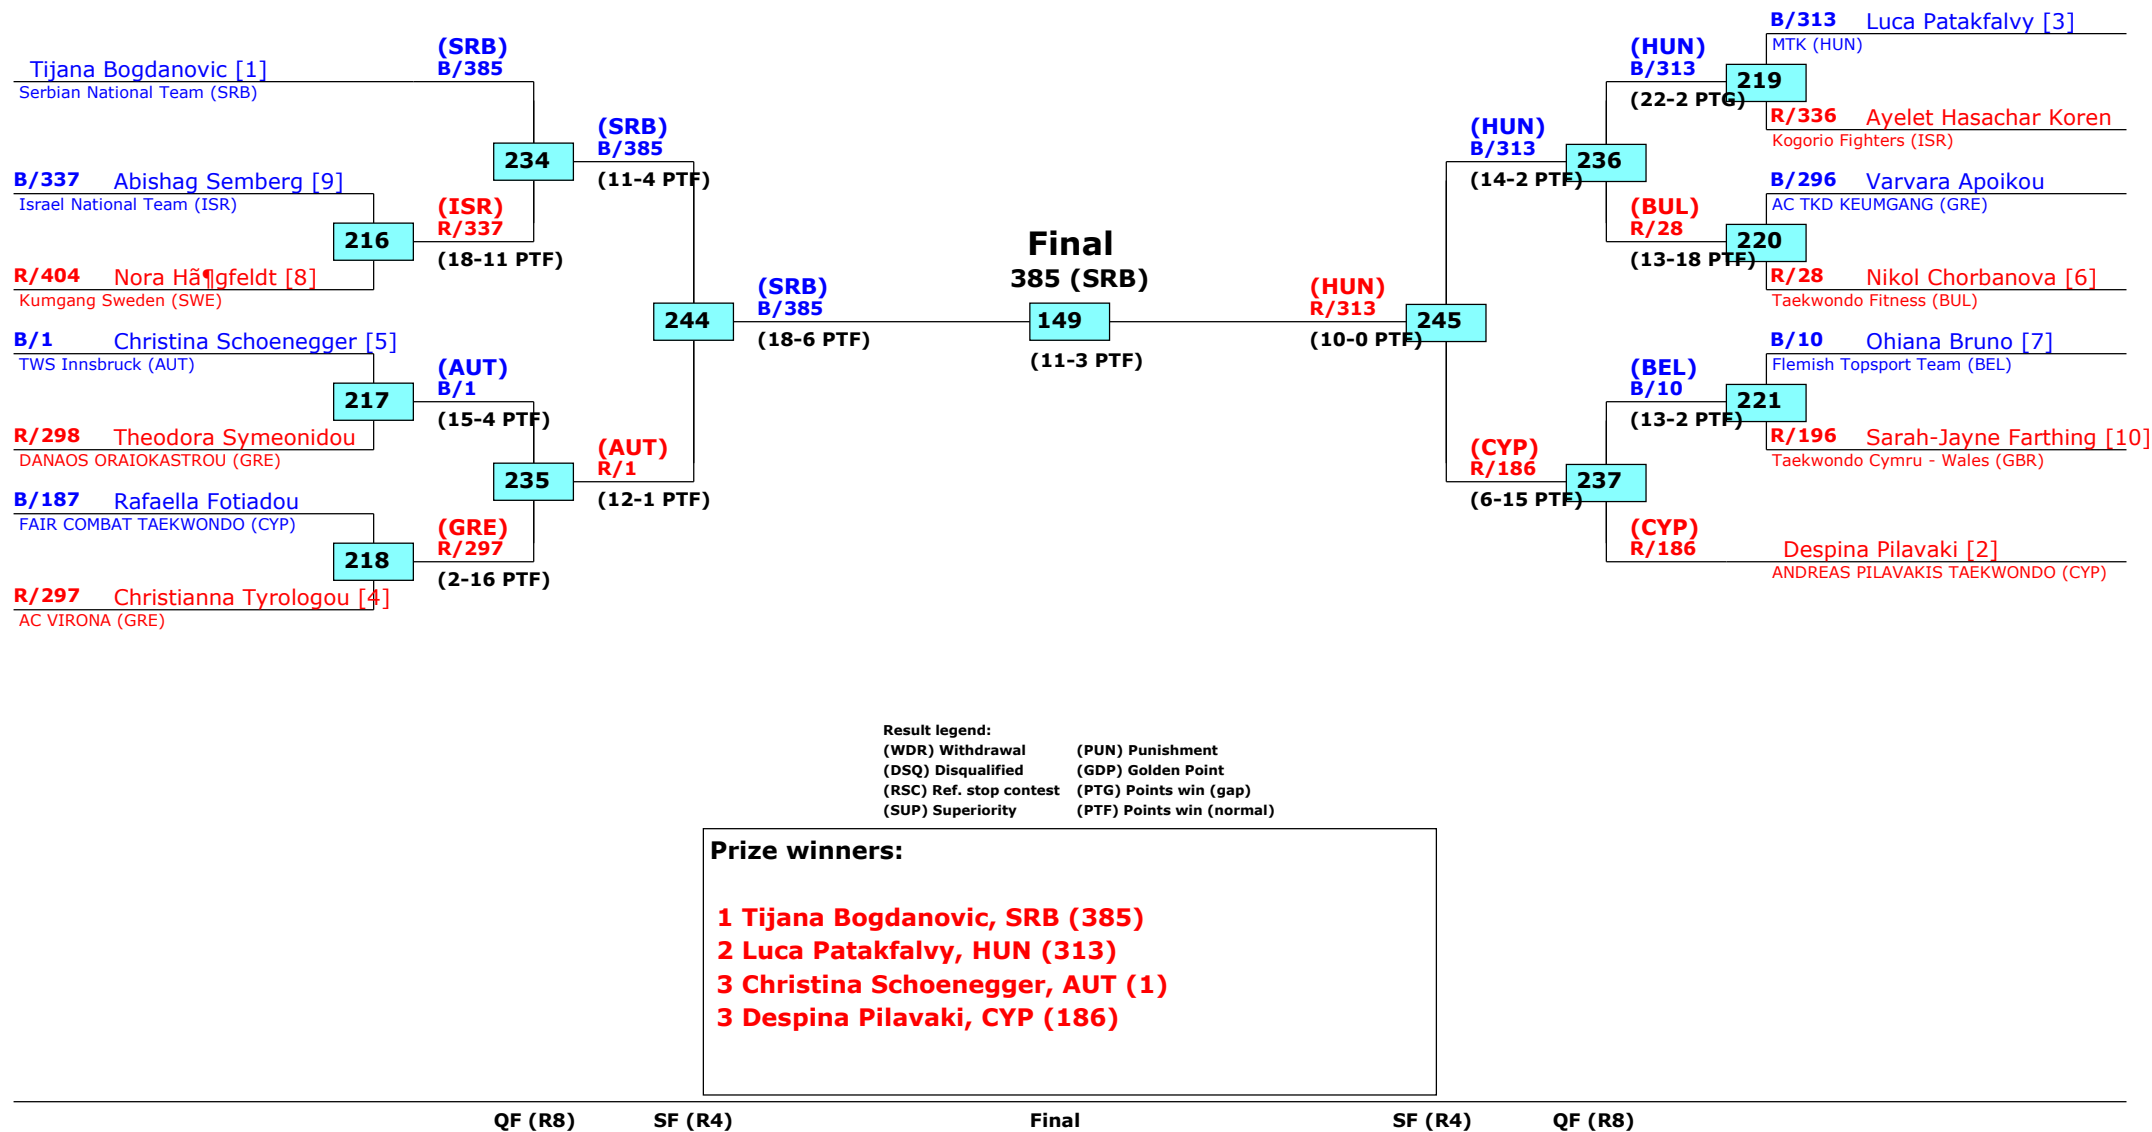 (SRB)
B/385
Tijana Bogdanovic [1]
Serbian National Team (SRB)
234
(SRB)
B/385
(11-4 PTF)
B/337 Abishag Semberg [9]
Israel National Team (ISR)
216
(ISR)
R/337
(18-11 PTF)
R/404 Nora Hã¶gfeldt [8]
Kumgang Sweden (SWE)
244
(SRB)
B/385
(18-6 PTF)
B/1 Christina Schoenegger [5]
TWS Innsbruck (AUT)
217
(AUT)
B/1
(15-4 PTF)
R/298 Theodora Symeonidou
DANAOS ORAIOKASTROU (GRE)
235
(AUT)
R/1
(12-1 PTF)
B/187 Rafaella Fotiadou
FAIR COMBAT TAEKWONDO (CYP)
218
(GRE)
R/297
(2-16 PTF)
R/297 Christianna Tyrologou [4]
AC VIRONA (GRE)
Final
385 (SRB)
149
(11-3 PTF)
B/313 Luca Patakfalvy [3]
MTK (HUN)
(HUN)
B/313
219
(22-2 PTG)
R/336 Ayelet Hasachar Koren
Kogorio Fighters (ISR)
(HUN)
B/313
236
(14-2 PTF)
B/296 Varvara Apoikou
AC TKD KEUMGANG (GRE)
(BUL)
R/28
220
(13-18 PTF)
R/28 Nikol Chorbanova [6]
Taekwondo Fitness (BUL)
(HUN)
R/313
245
(10-0 PTF)
B/10 Ohiana Bruno [7]
Flemish Topsport Team (BEL)
(BEL)
B/10
221
(13-2 PTF)
R/196 Sarah-Jayne Farthing [10]
Taekwondo Cymru - Wales (GBR)
(CYP)
R/186
237
(6-15 PTF)
(CYP)
R/186
Despina Pilavaki [2]
ANDREAS PILAVAKIS TAEKWONDO (CYP)
Result legend:
(WDR) Withdrawal (PUN) Punishment
(DSQ) Disqualified (GDP) Golden Point
(RSC) Ref. stop contest (PTG) Points win (gap)
(SUP) Superiority (PTF) Points win (normal)
Prize winners:
1 Tijana Bogdanovic, SRB (385)
2 Luca Patakfalvy, HUN (313)
3 Christina Schoenegger, AUT (1)
3 Despina Pilavaki, CYP (186)
QF (R8) SF (R4) Final SF (R4) QF (R8)